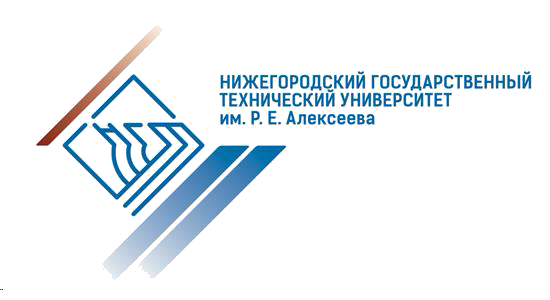 НИЖЕГОРОДСКИЙ ГОСУДАРСТВЕННЫЙ
ТЕХНИЧЕСКИЙ УНИВЕРСИТЕТ
им. Р. Е. Алексеева